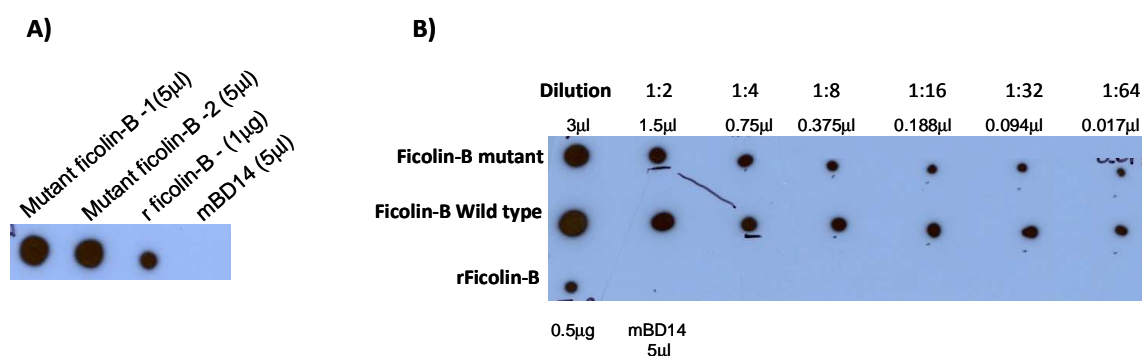 A)
Mutant ficolin-B -1(5µl)
Mutant ficolin-B -2 (5µl)
r ficolin-B - (1µg)
mBD14 (5µl)
B)
Dilution 1:2 1:4 1:8 1:16 1:32 1:64
3µl 1.5µl 0.75µl 0.375µl 0.188µl 0.094µl 0.017µl
Ficolin-B mutant
Ficolin-B Wild type
rFicolin-B
0.5µg mBD14
5µl